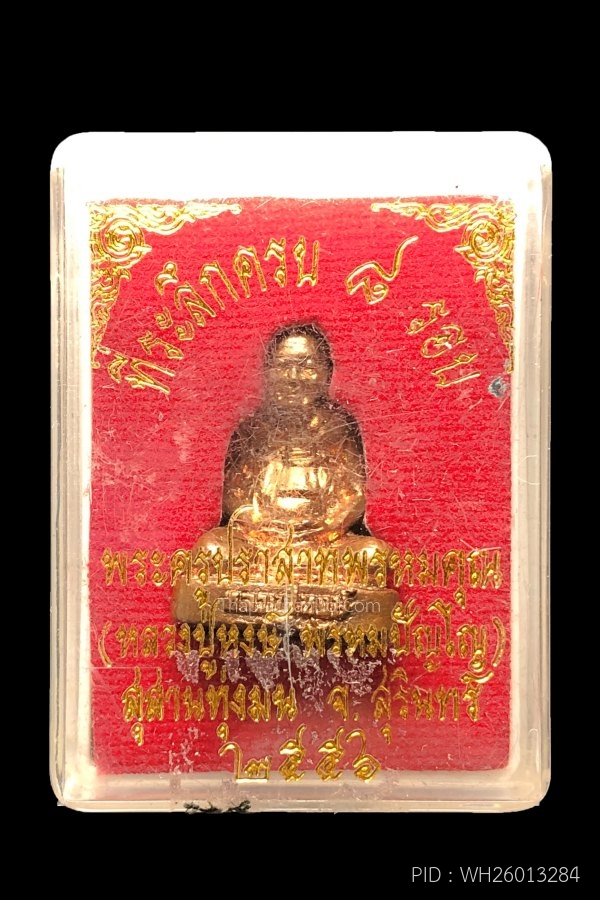 ที่ระลึกครบ ๘ รอบ
พระครูปราสาทพรหมคุณ
(หลวงปู่หงษ์ พรหมปัญโญ)
สุสานทุ่งมน จ.สุรินทร์
๒๕๕๖
PID : WH26013284